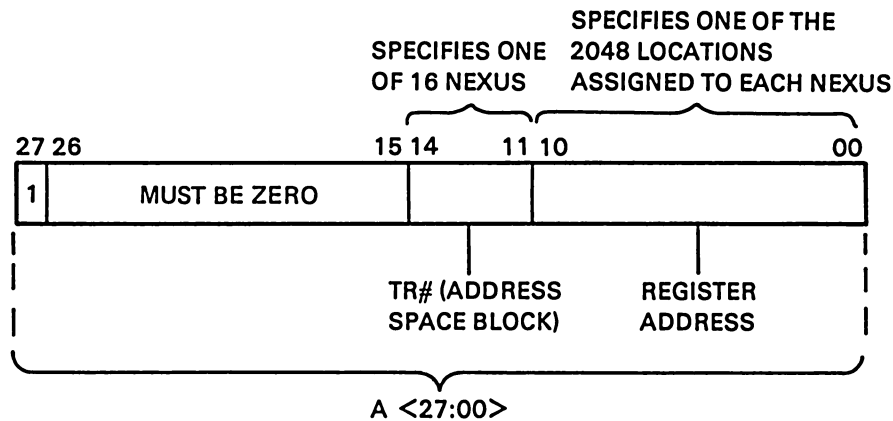 SPECIFIES ONE OF THE
2048 LOCATIONS
ASSIGNED TO EACH NEXUS
SPECIFIES ONE
OF 16 NEXUS
27 26 15 14 11 10 00
1 MUST BE ZERO
TR# (ADDRESS
SPACE BLOCK)
REGISTER
ADDRESS
A <27:00>